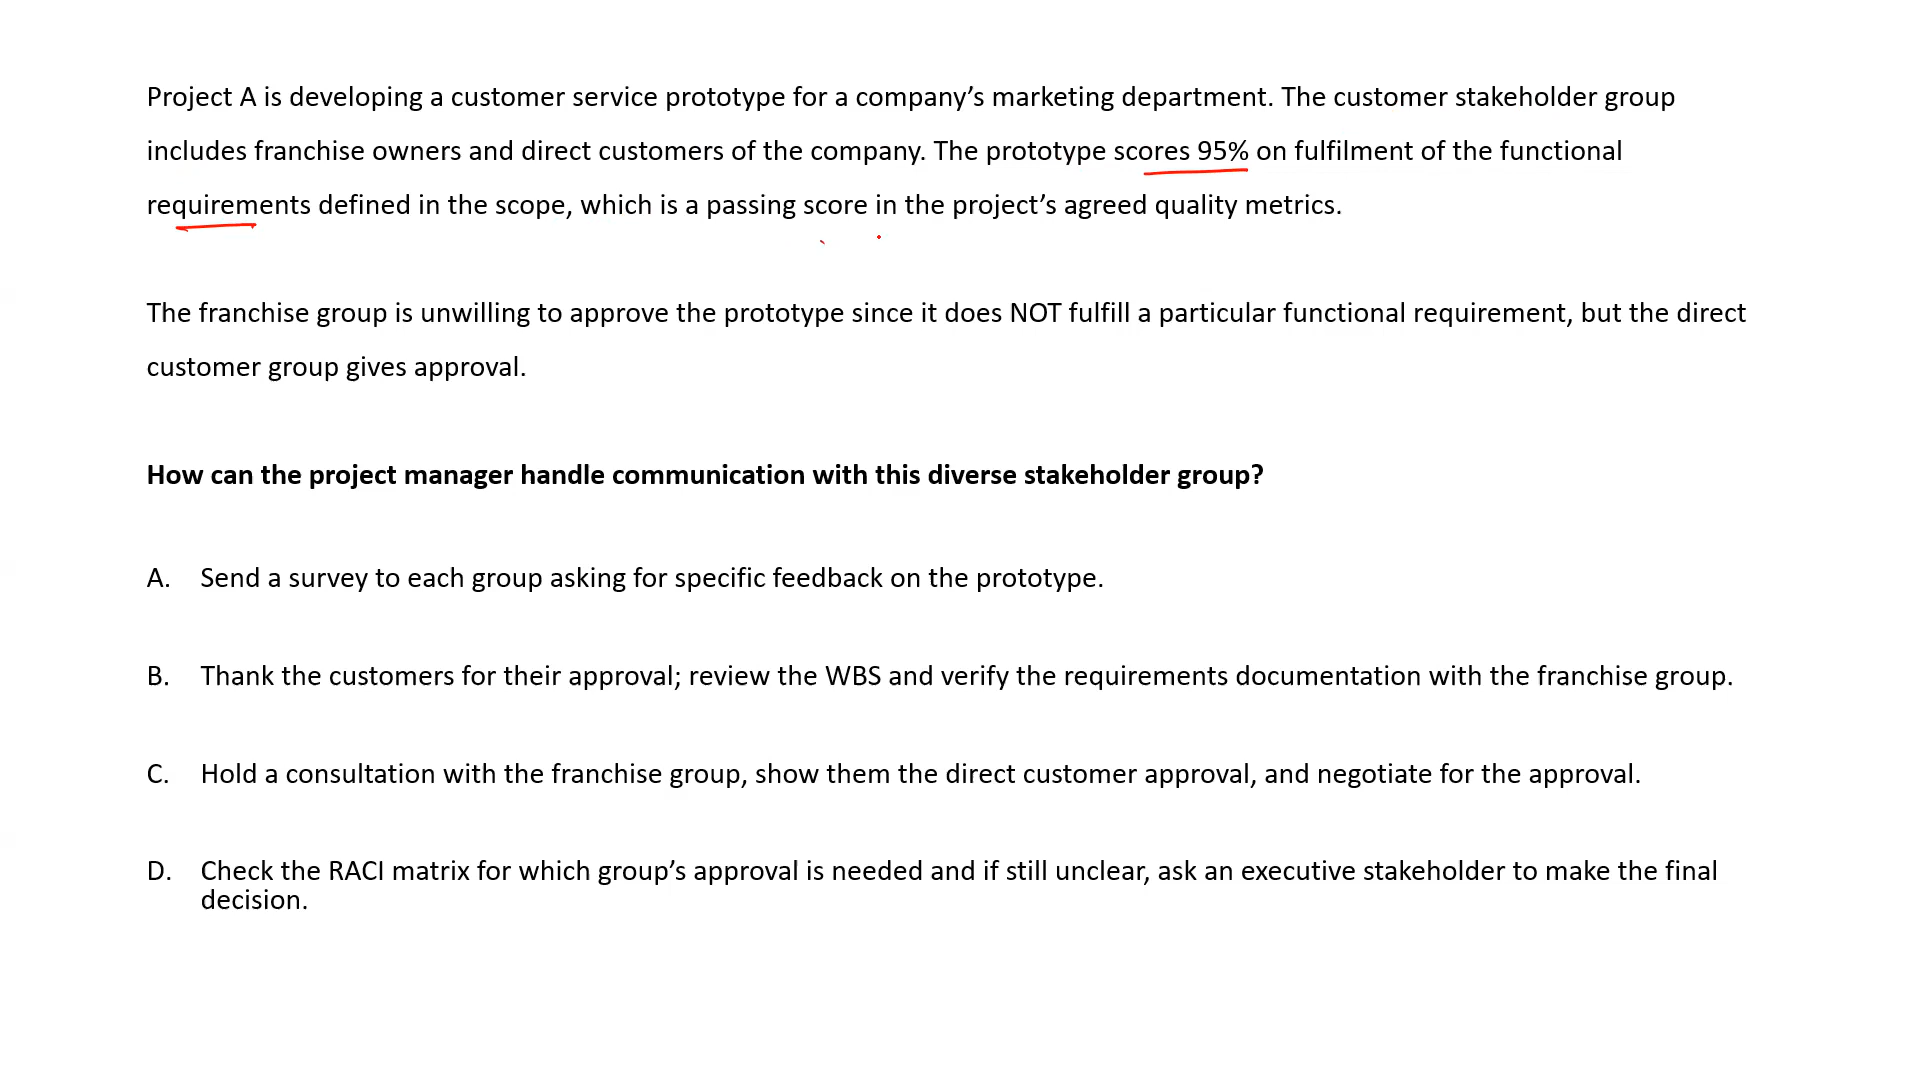 Project A is developing a customer service prototype for a company’s marketing department. The customer stakeholder group
includes franchise owners and direct customers of the company. The prototype scores 95% on fulfilment of the functional
requirements defined in the scope, which is a passing score in the project’s agreed quality metrics.
The franchise group is unwilling to approve the prototype since it does NOT fulfill a particular functional requirement, but the direct
customer group gives approval.
How can the project manager handle communication with this diverse stakeholder group?
A. Send a survey to each group asking for specific feedback on the prototype.
B. Thank the customers for their approval; review the WBS and verify the requirements documentation with the franchise group.
C. Hold a consultation with the franchise group, show them the direct customer approval, and negotiate for the approval.
D. Check the RACI matrix for which group’s approval is needed and if still unclear, ask an executive stakeholder to make the final
decision.